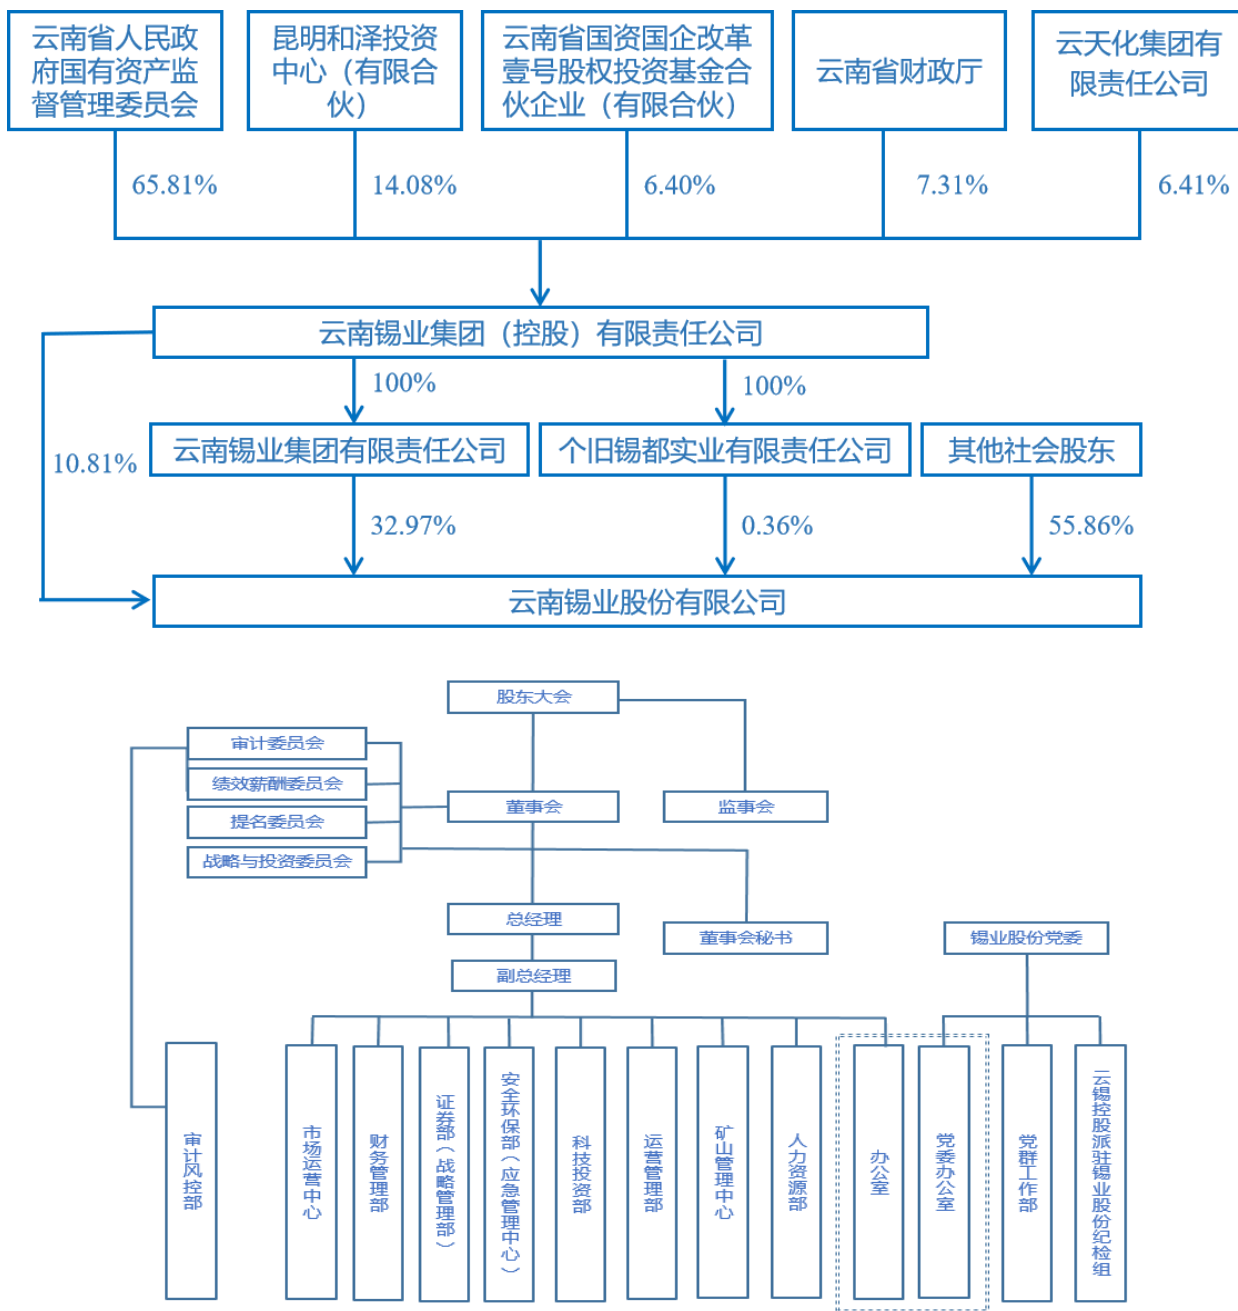 云南省人民政
府国有资产监
督管理委员会
昆明和泽投资
中心（有限合
伙）
云南省国资国企改革
壹号股权投资基金合
伙企业（有限合伙）
云南省财政厅
云天化集团有
限责任公司
65.81%
14.08%
6.40%
7.31%
6.41%
云南锡业集团（控股）有限责任公司
100%
100%
10.81%
云南锡业集团有限责任公司
个旧锡都实业有限责任公司
其他社会股东
32.97%
0.36%
55.86%
云南锡业股份有限公司
股东大会
审计委员会
绩效薪酬委员会
提名委员会
战略与投资委员会
董事会
监事会
总经理
董事会秘书
锡业股份党委
副总经理
审计风控部
市场运营中心
财务管理部
证券部（战略管理部）
安全环保部（应急管理中心）
科技投资部
运营管理部
矿山管理中心
人力资源部
办公室
党委办公室
党群工作部
云锡控股派驻锡业股份纪检组